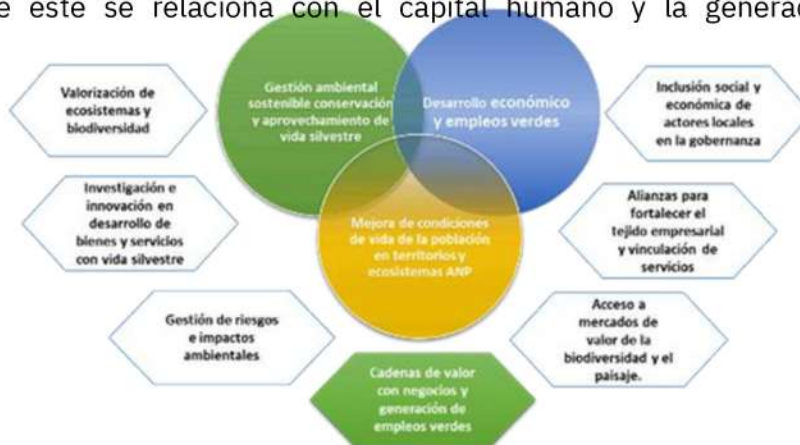 este se relaciona con el capital humano y la
Gestión ambiental
sostenible conservación
y aprovechamiento de
vida silvestre
Desarrollo económico
y empleos verdes
Mejora de condiciones
de vida de la población
en territorios y
ecosistemas ANP
Valorización de
ecosistemas y
biodiversidad
Investigación e
innovación en
desarrollo de
bienes y servicios
con vida silvestre
Gestión de riesgos
e impactos
ambientales
Cadenas de valor
con negocios y
generación de
empleos verdes
Inclusión social y
económica de
actores locales
en la gobernanza
Alianzas para
fortalecer el
tejido empresarial
y vinculación de
servicios
Acceso a
mercados de
valor de la
biodiversidad y el
paisaje.